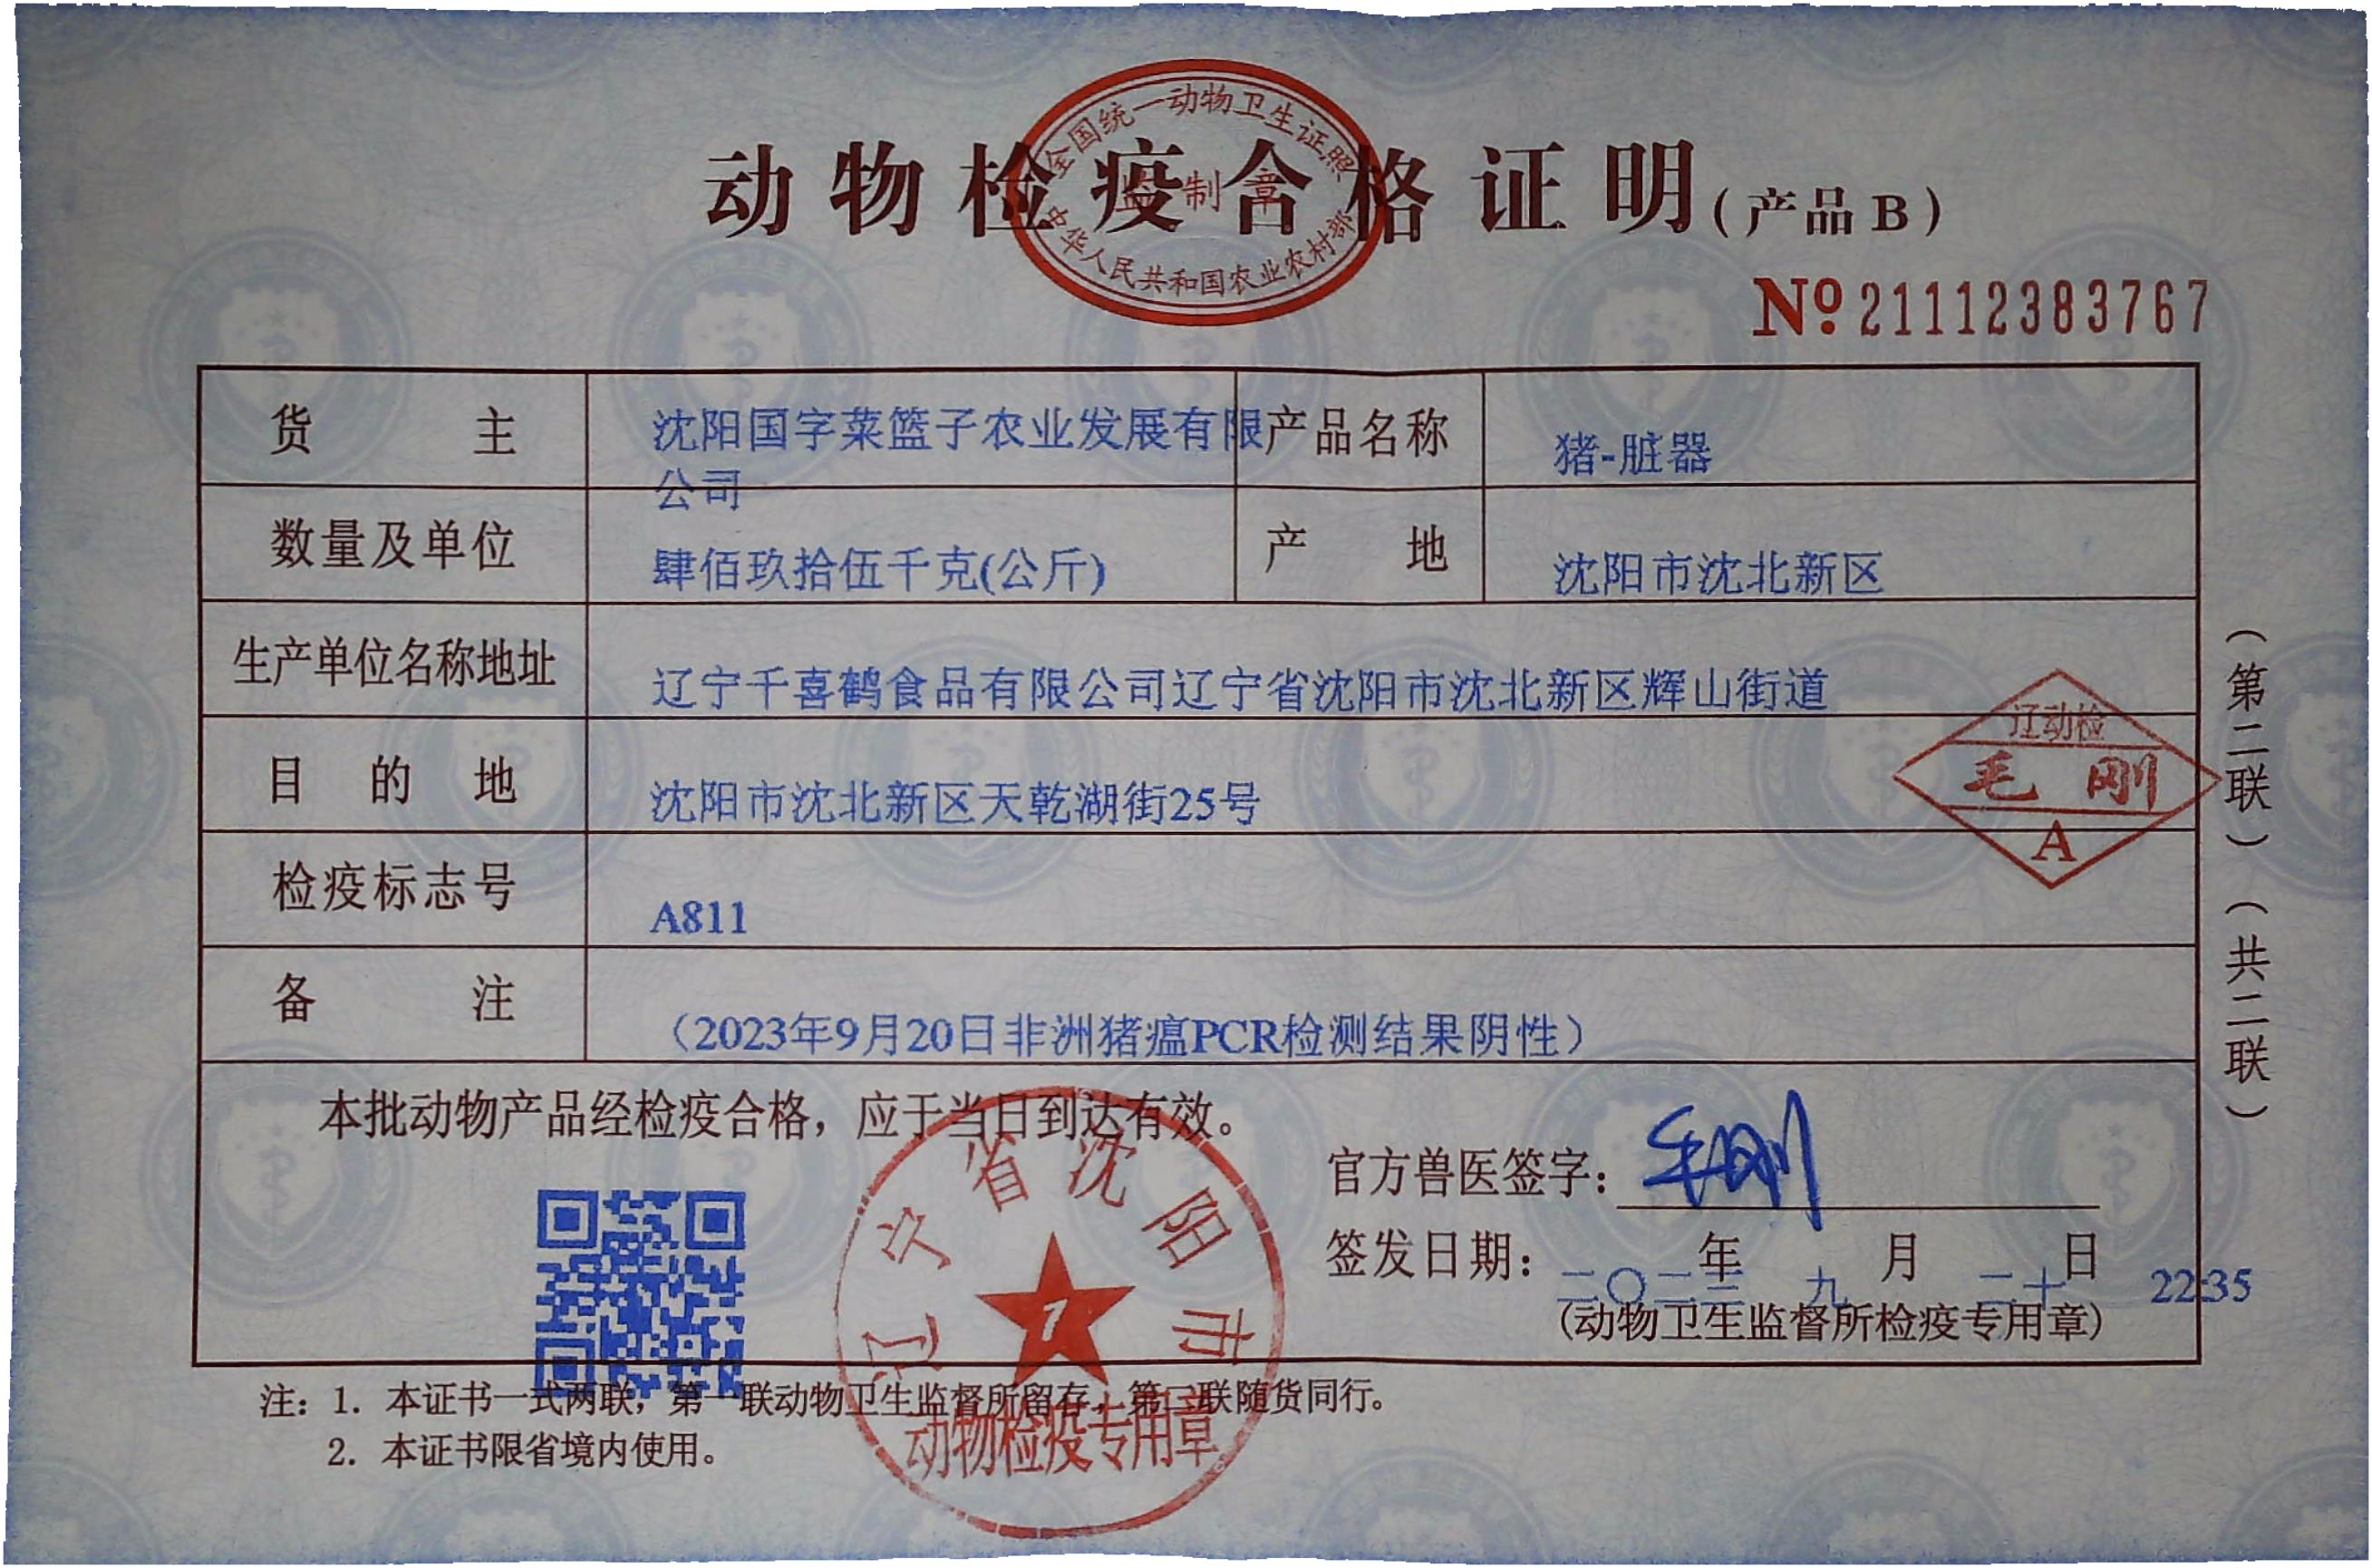 全国统一动物卫生证照
监制章
中华人民共和国农业农村部
动物检疫合格证明(产品B)
№21112383767
货主 沈阳国字菜篮子农业发展有限公司 产品名称 猪-脏器
数量及单位 肆佰玖拾伍千克(公斤) 产地 沈阳市沈北新区
生产单位名称地址 辽宁千喜鹤食品有限公司辽宁省沈阳市沈北新区辉山街道
目的地 沈阳市沈北新区天乾湖街25号
辽动检
毛刚
A
检疫标志号 A811
备注 （2023年9月20日非洲猪瘟PCR检测结果阴性）
(第二联)(共二联)
本批动物产品经检疫合格，应于当日到达有效。
官方兽医签字：毛刚
签发日期：二〇二三年九月二十日 22:35
(动物卫生监督所检疫专用章)
辽宁省沈阳市
1
动物检疫专用章
注：1. 本证书一式两联，第一联动物卫生监督所留存，第二联随货同行。
2. 本证书限省境内使用。